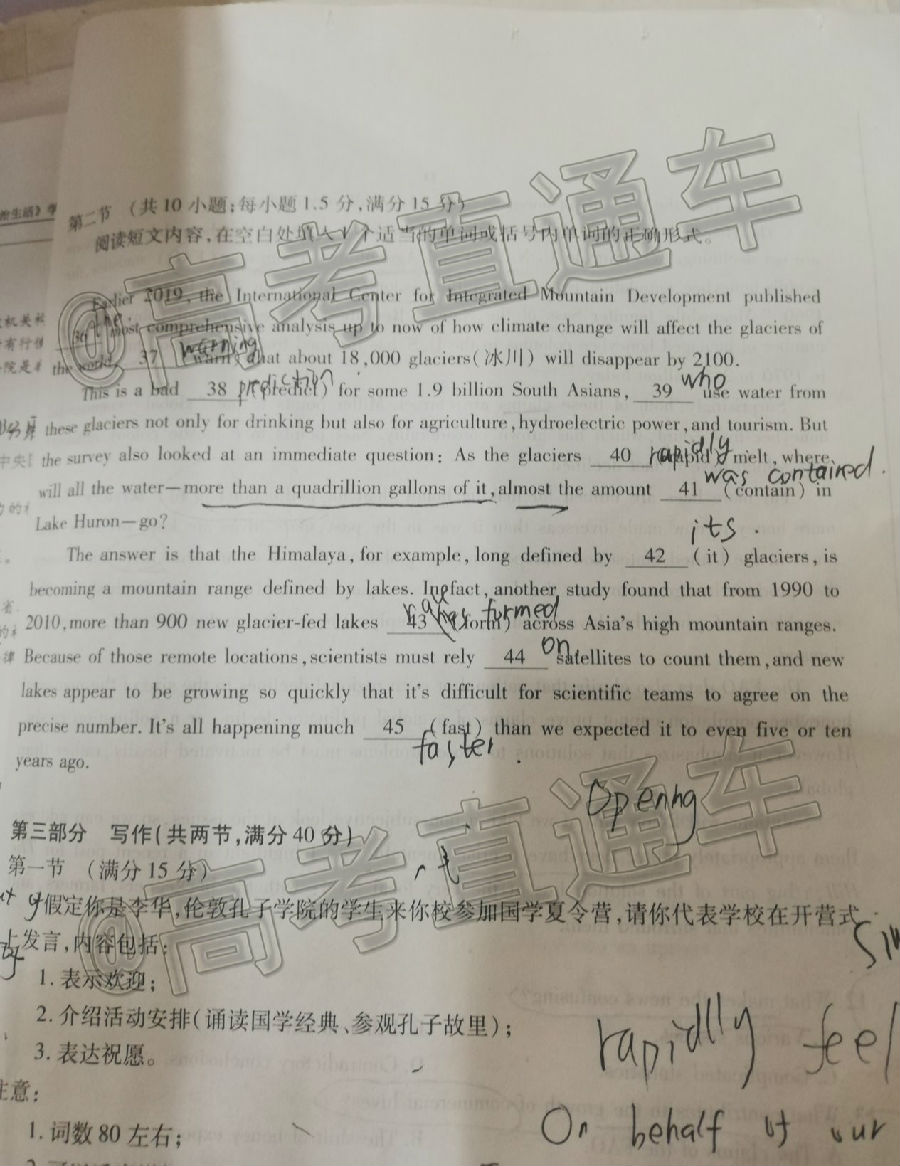 第二节 (共10小题;每小题1.5分,满分15分)
阅读短文内容,在空白处填入1个适当的单词或括号内单词的正确形式。
Earlier 2019, the International Center for Integrated Mountain Development published
the
36 most comprehensive analysis up to now of how climate change will affect the glaciers of
warning
the world. 37 (warn) that about 18,000 glaciers(冰川) will disappear by 2100.
prediction who
This is a bad 38 (predict) for some 1.9 billion South Asians, 39 use water from
these glaciers not only for drinking but also for agriculture, hydroelectric power, and tourism. But
rapidly
the survey also looked at an immediate question: As the glaciers 40 (rapid) melt, where,
was contained.
will all the water—more than a quadrillion gallons of it, almost the amount 41 (contain) in
Lake Huron—go?
its.
The answer is that the Himalaya, for example, long defined by 42 (it) glaciers, is
becoming a mountain range defined by lakes. In fact, another study found that from 1990 to
formed
2010, more than 900 new glacier-fed lakes 43 (form) across Asia's high mountain ranges.
on
Because of those remote locations, scientists must rely 44 satellites to count them, and new
lakes appear to be growing so quickly that it's difficult for scientific teams to agree on the
precise number. It's all happening much 45 (fast) than we expected it to even five or ten
faster.
years ago.
Opening
第三部分 写作(共两节,满分40分)
第一节 (满分15分)
假定你是李华,伦敦孔子学院的学生来你校参加国学夏令营,请你代表学校在开营式
上发言,内容包括:
1. 表示欢迎;
2. 介绍活动安排(诵读国学经典、参观孔子故里);
3. 表达祝愿。
rapidlly feel
注意:
1. 词数80左右;
On behalf of our
@高考直通车
@高考直通车